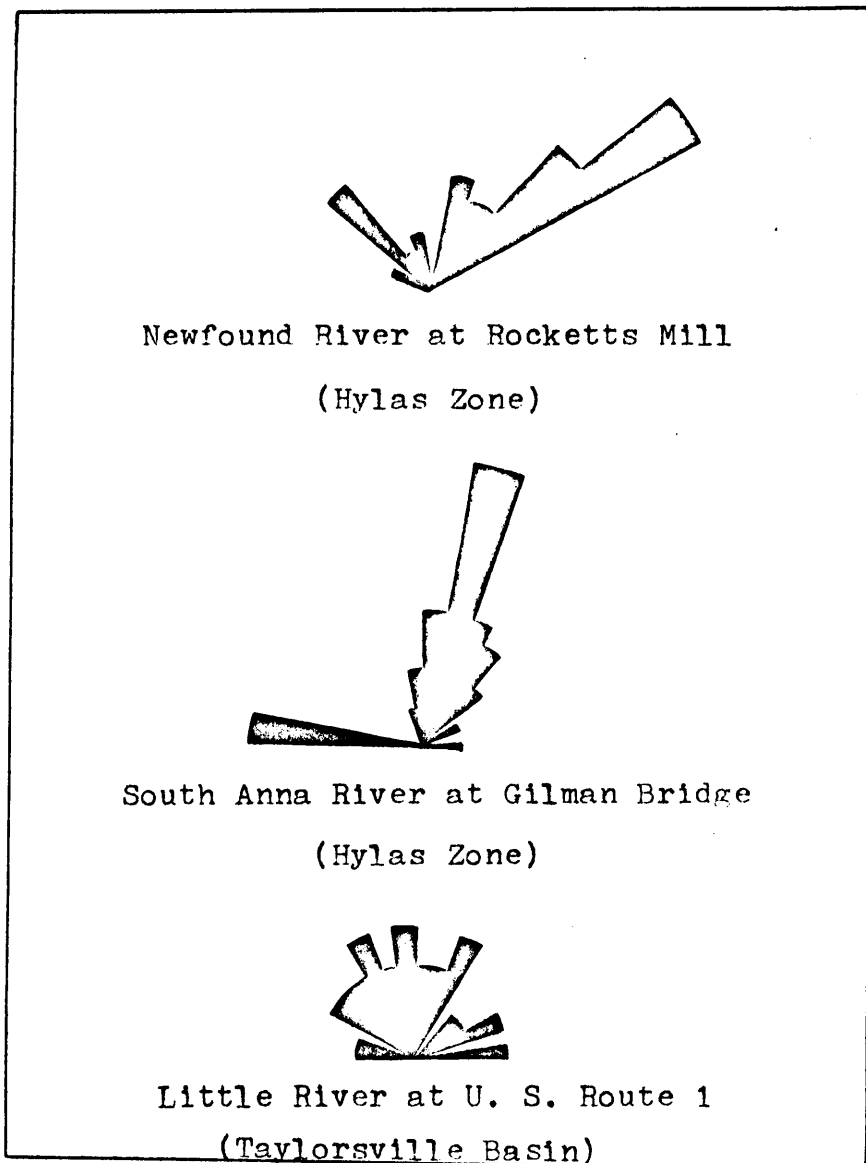 Newfound River at Rocketts Mill
(Hylas Zone)
South Anna River at Gilman Bridge
(Hylas Zone)
Little River at U. S. Route 1
(Taylorsville Basin)